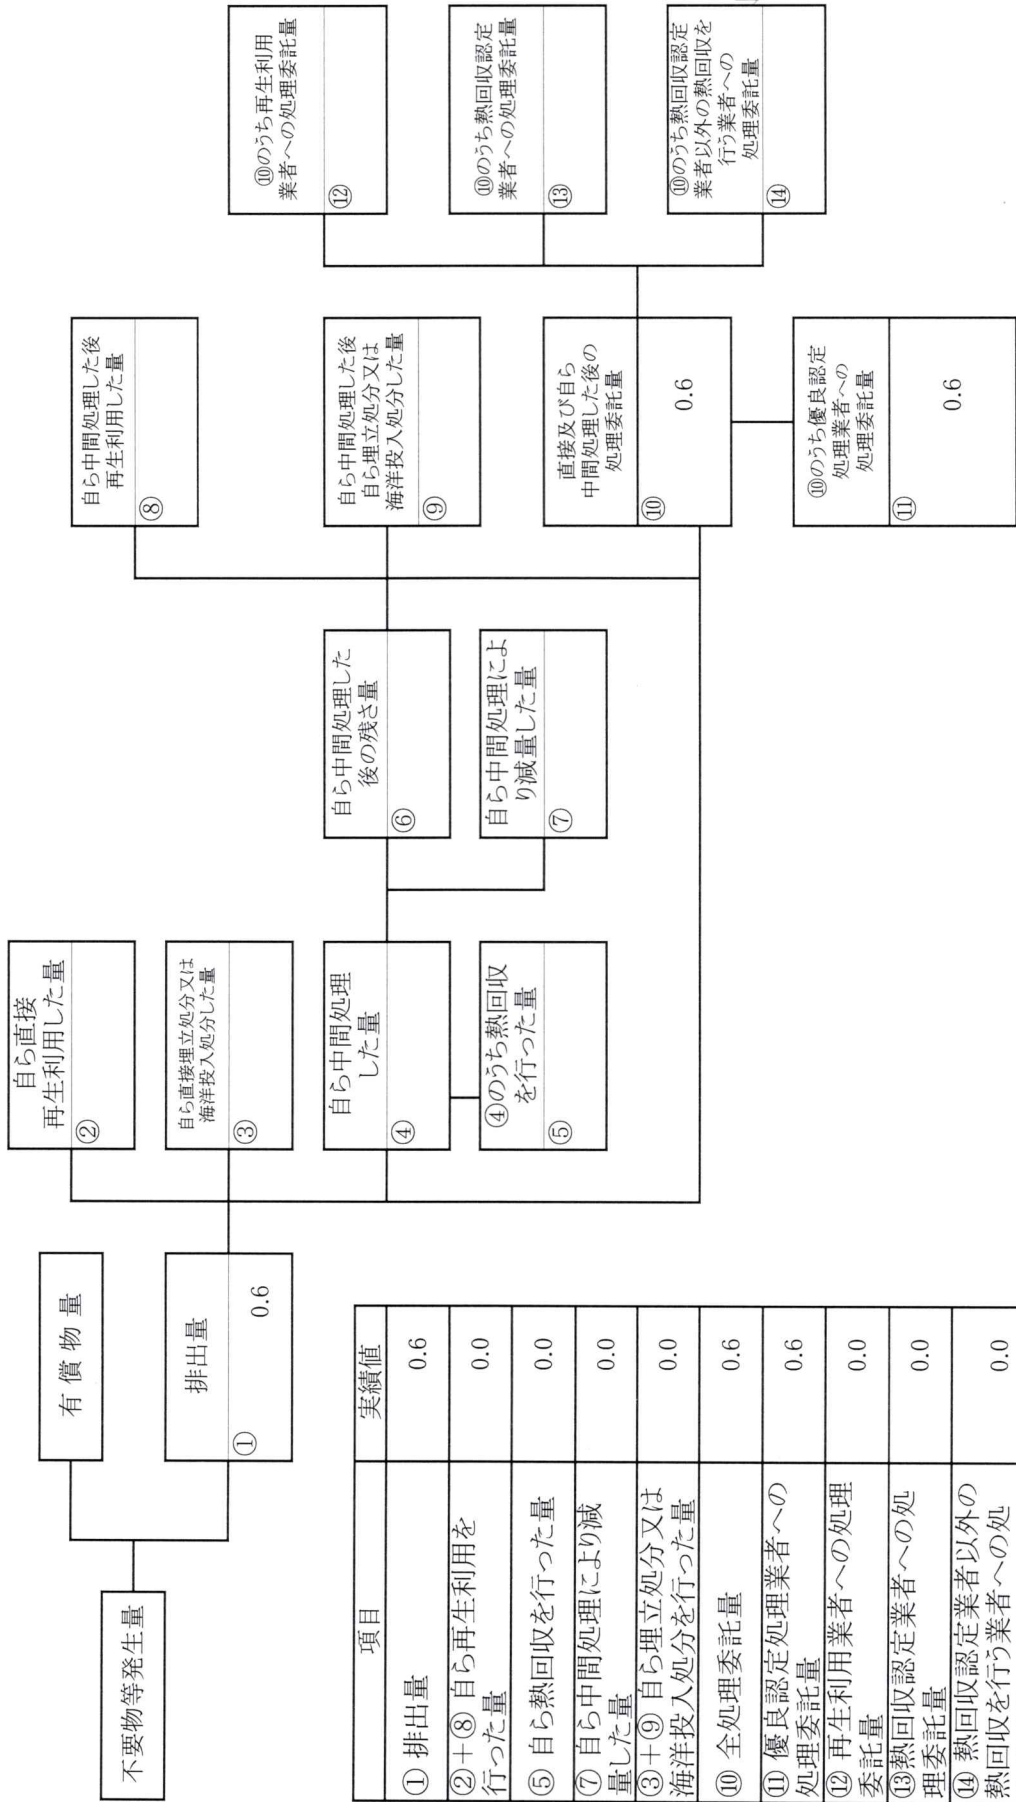 不要物等発生量
有償物量
排出量
①
0.6
自ら直接
再生利用した量
②
自ら直接埋立処分又は
海洋投入処分した量
③
自ら中間処理
した量
④
④のうち熱回収
を行った量
⑤
自ら中間処理した
後の残さ量
⑥
自ら中間処理によ
り減量した量
⑦
自ら中間処理した後
再生利用した量
⑧
自ら中間処理した後
自ら埋立処分又は
海洋投入処分した量
⑨
直接及び自ら
中間処理した後の
処理委託量
⑩
0.6
⑩のうち優良認定
処理業者への
処理委託量
⑪
0.6
⑩のうち再生利用
業者への処理委託量
⑫
⑩のうち熱回収認定
業者への処理委託量
⑬
⑩のうち熱回収認定
業者以外の熱回収を
行う業者への
処理委託量
⑭
項目 実績値
① 排出量 0.6
②+⑧ 自ら再生利用を
行った量 0.0
⑤ 自ら熱回収を行った量 0.0
⑦ 自ら中間処理により減
量した量 0.0
③+⑨ 自ら埋立処分又は
海洋投入処分を行った量 0.0
⑩ 全処理委託量 0.6
⑪ 優良認定処理業者への
処理委託量 0.6
⑫ 再生利用業者への処理
委託量 0.0
⑬熱回収認定業者への処
理委託量 0.0
⑭ 熱回収認定業者以外の
熱回収を行う業者への処 0.0